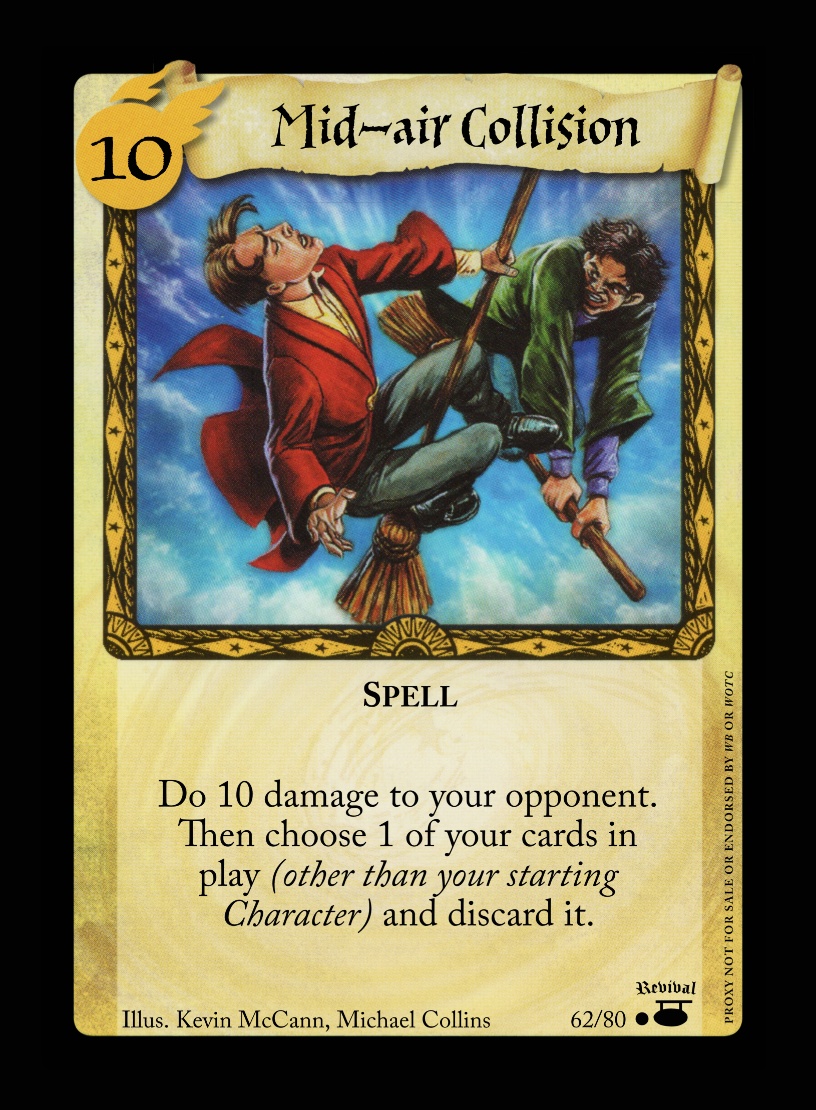 10
Mid-air Collision
SPELL
Do 10 damage to your opponent.
Then choose 1 of your cards in
play (other than your starting
Character) and discard it.
PROXY NOT FOR SALE OR ENDORSED BY WB OR WOTC
Revival
Illus. Kevin McCann, Michael Collins
62/80